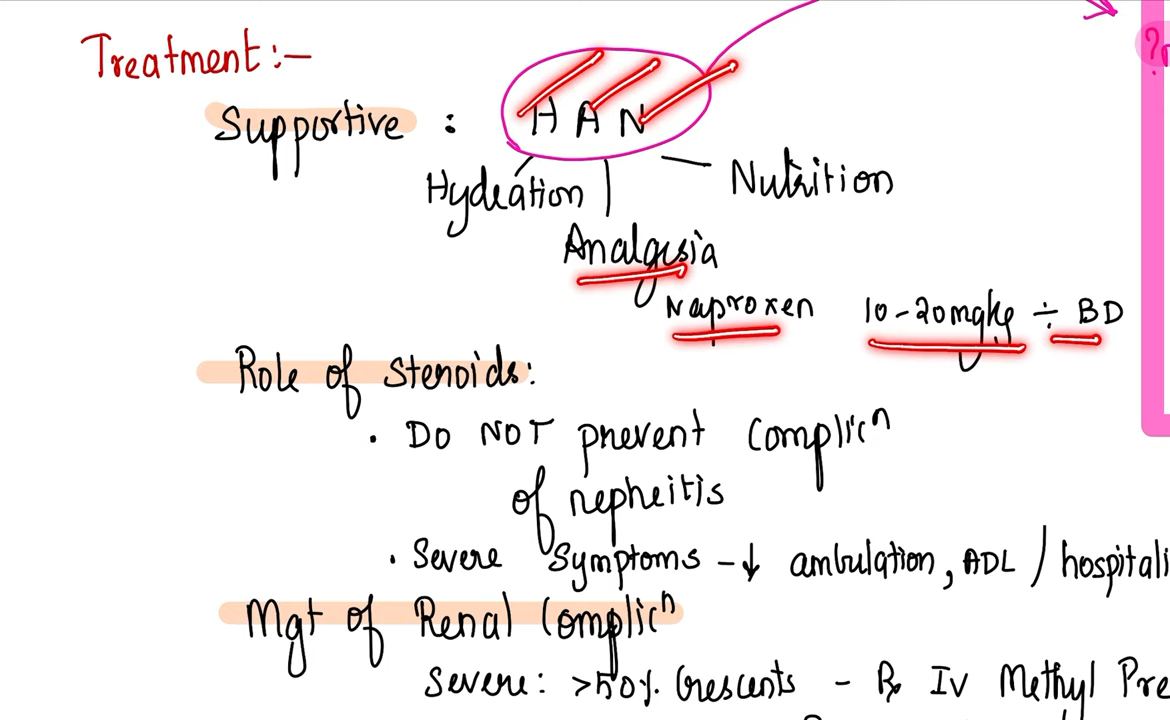 Treatment :-
Supportive : H A N
Hydration
Nutrition
Analgesia
Naproxen 10-20mg/kg ÷ BD
Role of Steroids:
• DO NOT prevent Complicⁿ
of nephritis
• Severe Symptoms - ↓ ambulation, ADL / hospitali
Mgt of Renal Complicⁿ
Severe: >50% Crescents - Rx IV Methyl Pre